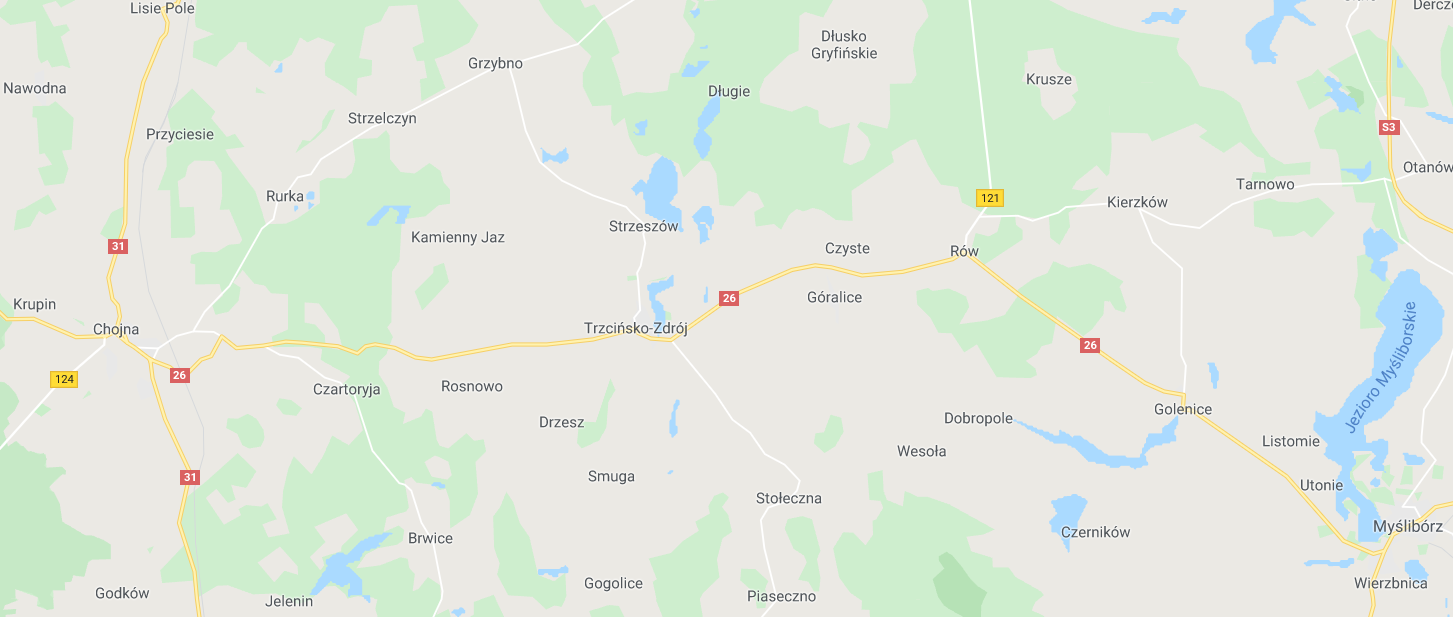 Lisie Pole
Dłusko
Gryfińskie
Grzybno
Krusze
Nawodna
Długie
Strzelczyn
S3
Przyciesie
Otanów
Tarnowo
Rurka
121
Kierzków
Strzeszów
Kamienny Jaz
31
Czyste
Rów
26
Góralice
Krupin
Jezioro Myśliborskie
Chojna
Trzcińsko-Zdrój
26
124
26
Czartoryja
Rosnowo
Golenice
Drzesz
Dobropole
Listomie
Wesoła
31
Smuga
Utonie
Stołeczna
Myślibórz
Czerników
Brwice
Gogolice
Wierzbnica
Godków
Piaseczno
Jelenin